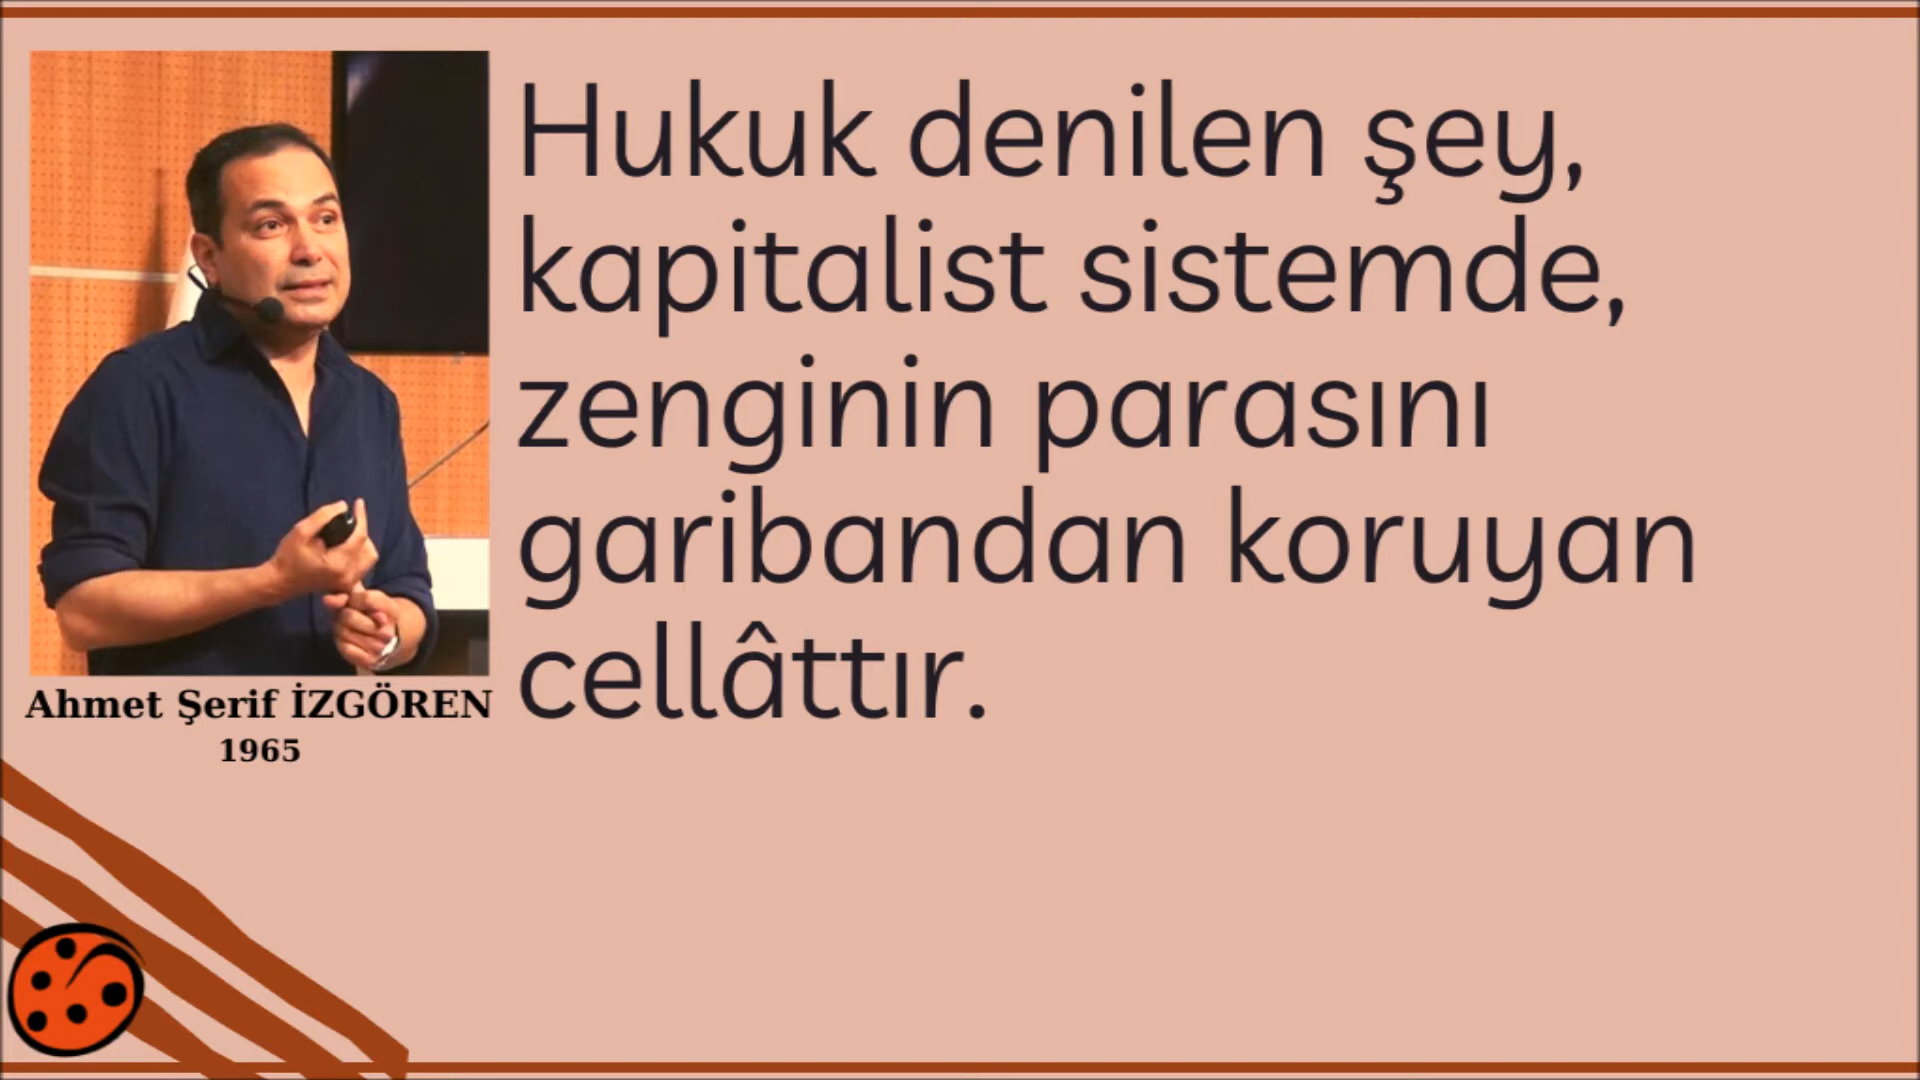 Hukuk denilen şey,
kapitalist sistemde,
zenginin parasını
garibandan koruyan
cellâttır.
Ahmet Şerif İZGÖREN
1965